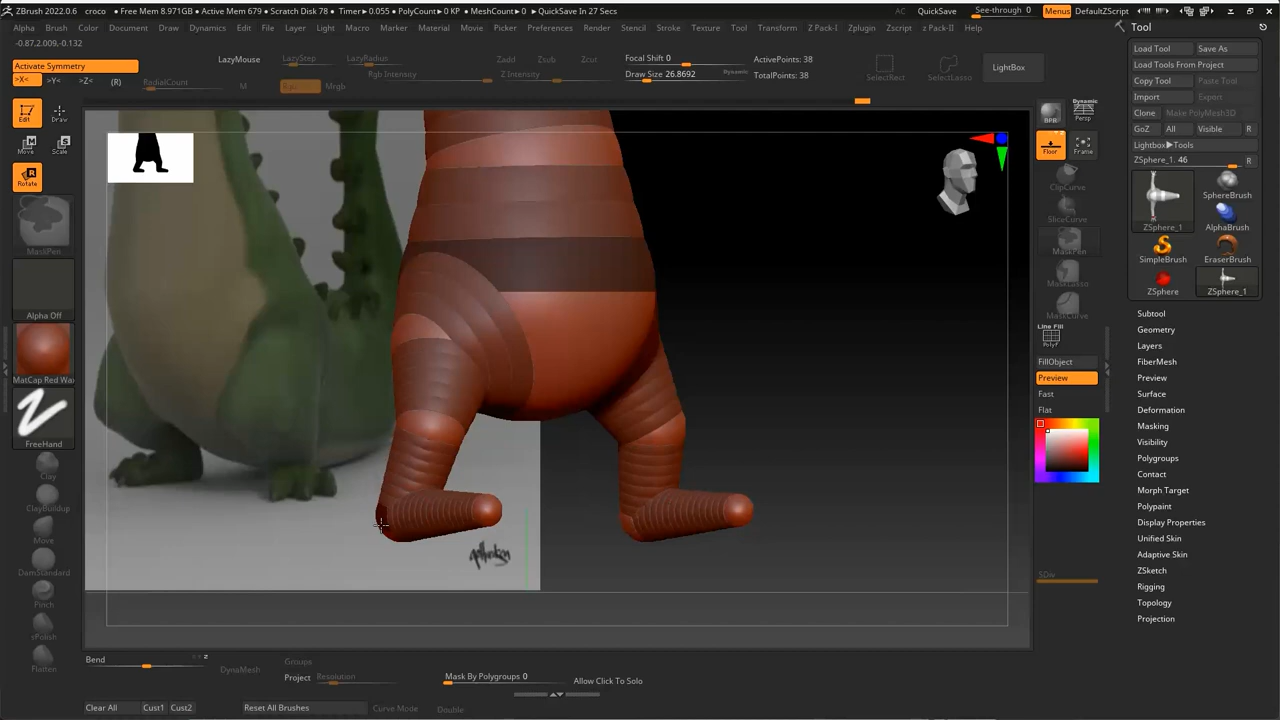 ZBrush 2022.0.6 croco ● Free Mem 8.971GB ● Active Mem 679 ● Scratch Disk 78 ● Timer▶0.055 ● PolyCount▶0 KP ● MeshCount▶0 ▶QuickSave In 27 Secs AC QuickSave See-through 0 Menus DefaultZScript
Alpha Brush Color Document Draw Dynamics Edit File Layer Light Macro Marker Material Movie Picker Preferences Render Stencil Stroke Texture Tool Transform Z Plug-I Zplugin Zscript z Pack-II Help
-0.87,2.009,-0.132
Activate Symmetry
>X< >Y< >Z< (R) RadialCount
LazyMouse LazyStep LazyRadius
M Rgb Intensity Mrgb
Zadd Zsub Zcut
Z Intensity
Focal Shift 0
Draw Size 26.8692 Dynamic
ActivePoints: 38
TotalPoints: 38
SelectRect SelectLasso LightBox
Edit Draw
Move Scale
Rotate
MaskPen
Alpha Off
MatCap Red Wax
FreeHand
Clay
ClayBuildup
Move
DamStandard
Pinch
sPolish
Flatten
BPR Dynamic Persp
Floor Frame
ClipCurve
SliceCurve
MaskPen
MaskLasso
MaskCurve
Line Fill
PolyF
FillObject
Preview
Fast
Flat
SDiv
Tool
Load Tool Save As
Load Tools From Project
Copy Tool Paste Tool
Import Export
Clone Make PolyMesh3D
GoZ All Visible R
Lightbox▶Tools
ZSphere_1. 46 R
ZSphere_1 SphereBrush
AlphaBrush
SimpleBrush EraserBrush
ZSphere ZSphere_1
Subtool
Geometry
Layers
FiberMesh
Preview
Surface
Deformation
Masking
Visibility
Polygroups
Contact
Morph Target
Polypaint
Display Properties
Unified Skin
Adaptive Skin
ZSketch
Rigging
Topology
Projection
Bend DynaMesh Groups
Project Resolution
Mask By Polygroups 0 Allow Click To Solo
Clear All Cust1 Cust2 Reset All Brushes Curve Mode Double